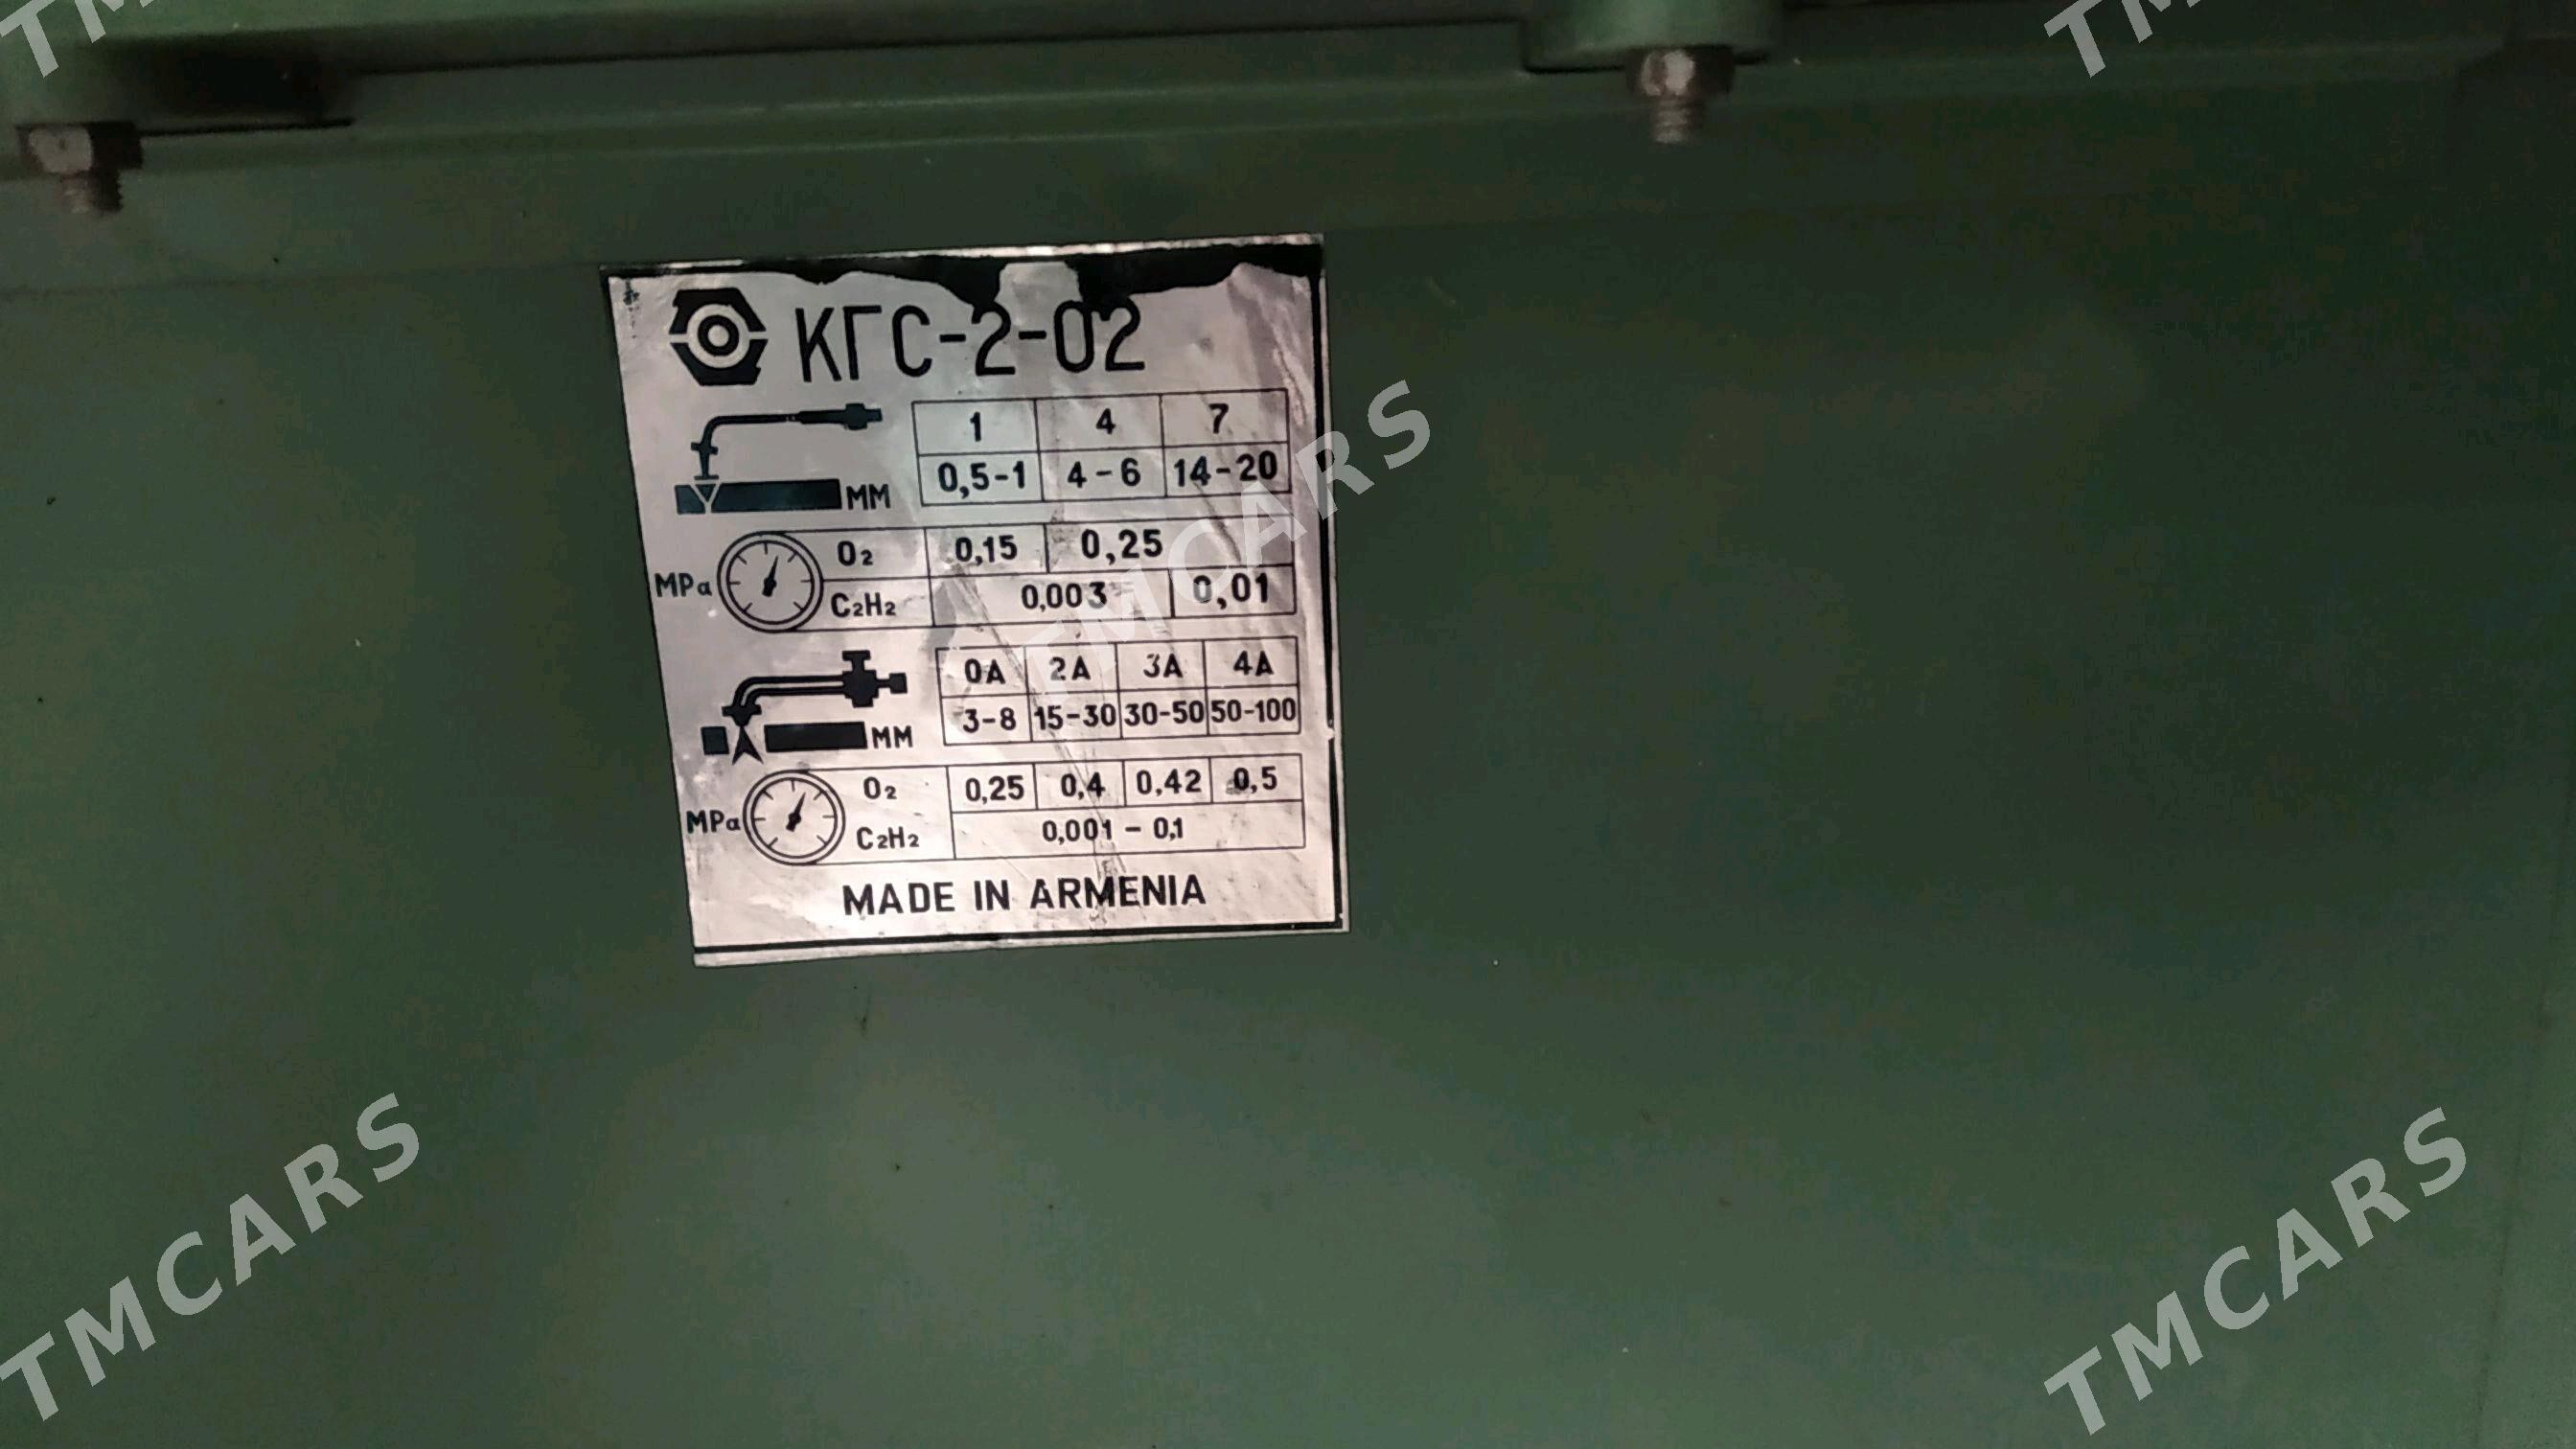 КГС-2-02
1 4 7
мм 0,5-1 4-6 14-20
O₂ 0,15 0,25
MPa
C₂H₂ 0,003 0,01
0A 2A 3A 4A
мм 3-8 15-30 30-50 50-100
O₂ 0,25 0,4 0,42 0,5
MPa
C₂H₂ 0,001 - 0,1
MADE IN ARMENIA
TMCARS
TMCARS
TMCARS